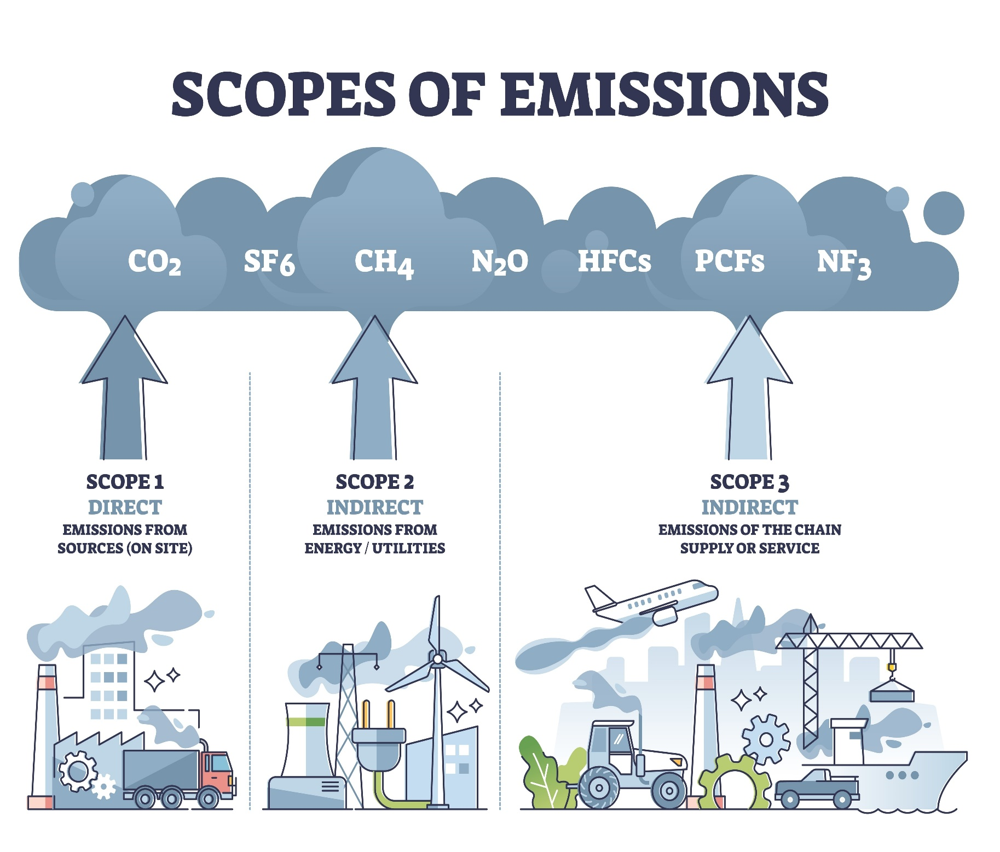 SCOPES OF EMISSIONS
CO₂ SF₆ CH₄ N₂O HFCs PCFs NF₃
SCOPE 1
DIRECT
EMISSIONS FROM
SOURCES (ON SITE)
SCOPE 2
INDIRECT
EMISSIONS FROM
ENERGY / UTILITIES
SCOPE 3
INDIRECT
EMISSIONS OF THE CHAIN
SUPPLY OR SERVICE